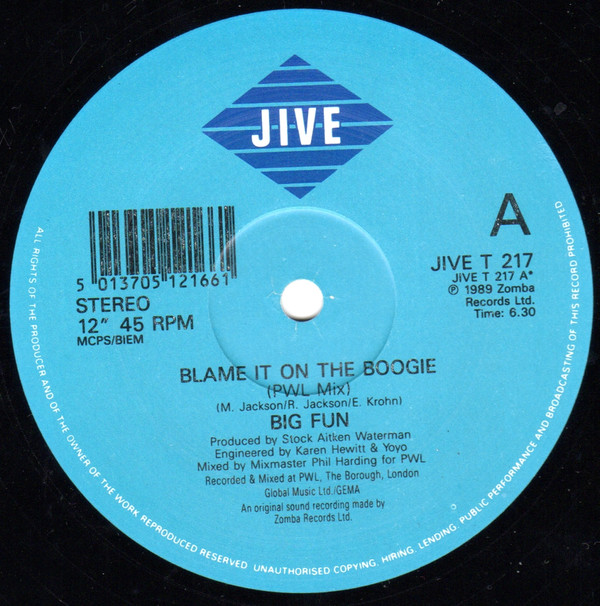 JIVE
A
5 013705 121661
STEREO
12" 45 RPM
MCPS/BIEM
JIVE T 217
JIVE T 217 A*
℗ 1989 Zomba
Records Ltd.
Time: 6.30
BLAME IT ON THE BOOGIE
(PWL Mix)
(M. Jackson/R. Jackson/E. Krohn)
BIG FUN
Produced by Stock Aitken Waterman
Engineered by Karen Hewitt & Yoyo
Mixed by Mixmaster Phil Harding for PWL
Recorded & Mixed at PWL, The Borough, London
Global Music Ltd./GEMA
An original sound recording made by
Zomba Records Ltd.
ALL RIGHTS OF THE PRODUCER AND OF THE OWNER OF THE WORK REPRODUCED RESERVED. UNAUTHORISED COPYING, HIRING, LENDING, PUBLIC PERFORMANCE AND BROADCASTING OF THIS RECORD PROHIBITED